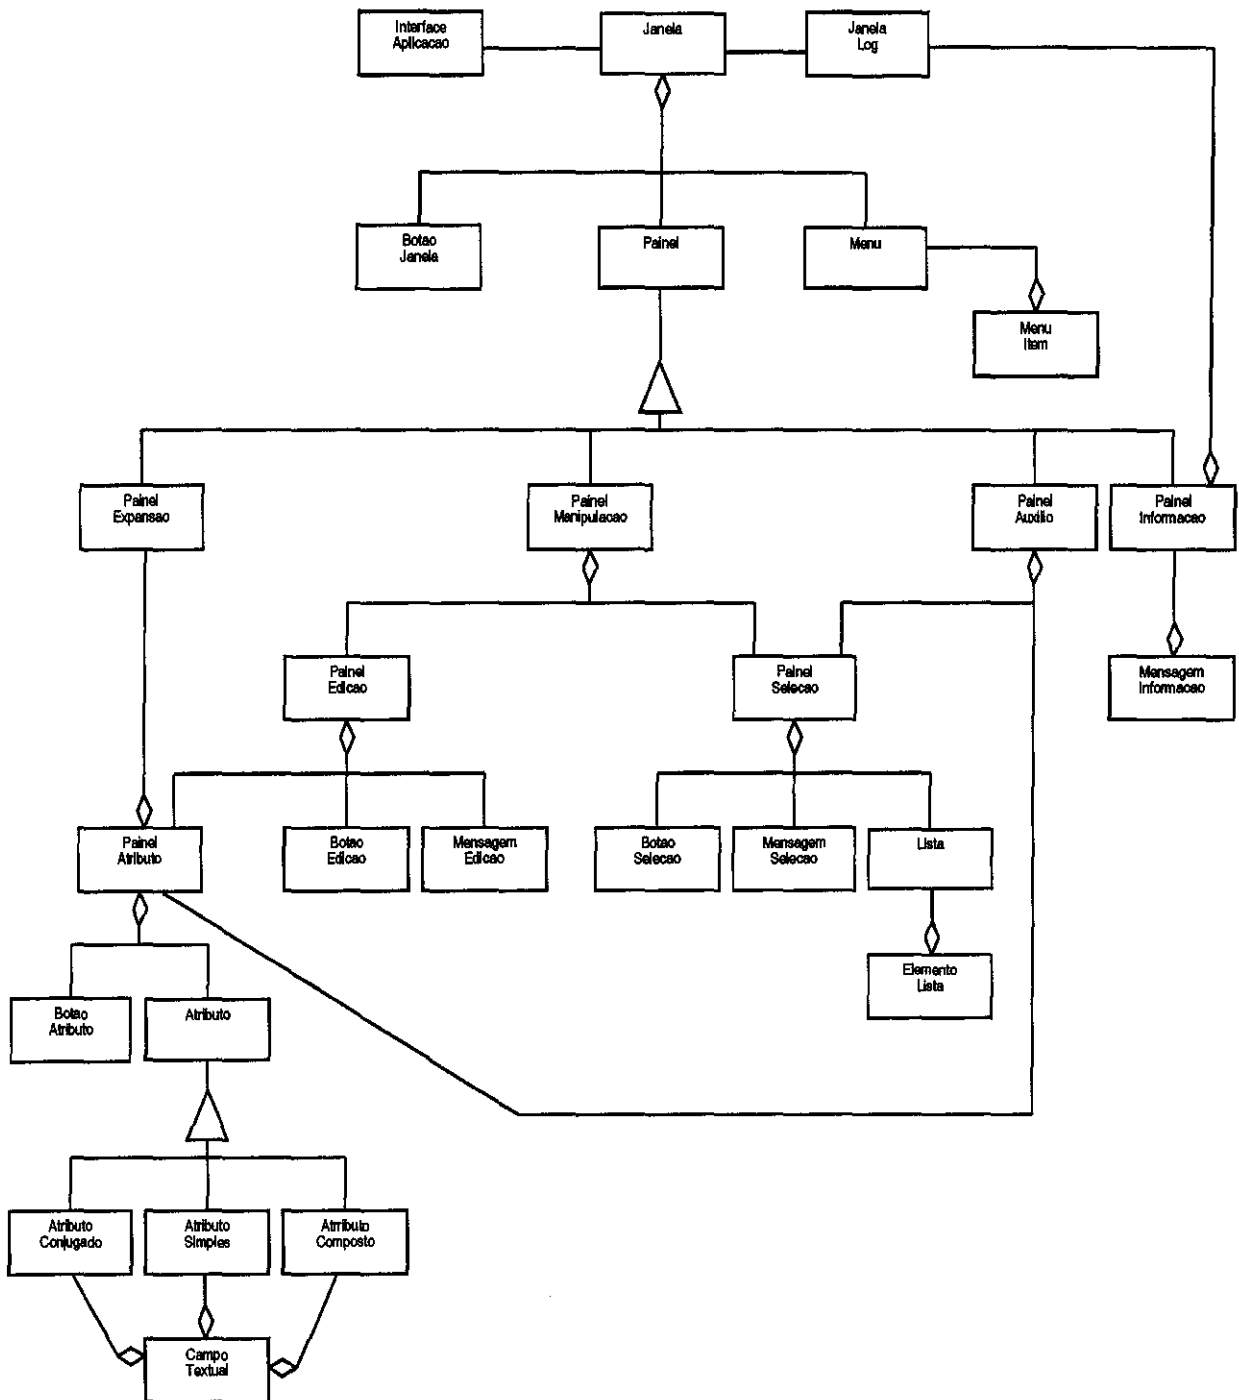 Interface
Aplicacao
Janela
Janela
Log
Botao
Janela
Painel
Menu
Menu
Item
Painel
Expansao
Painel
Manipulacao
Painel
Auxilio
Painel
Informacao
Painel
Edicao
Painel
Selecao
Mensagem
Informacao
Painel
Atributo
Botao
Edicao
Mensagem
Edicao
Botao
Selecao
Mensagem
Selecao
Lista
Elemento
Lista
Botao
Atributo
Atributo
Atributo
Conjugado
Atributo
Simples
Atrributo
Composto
Campo
Textual